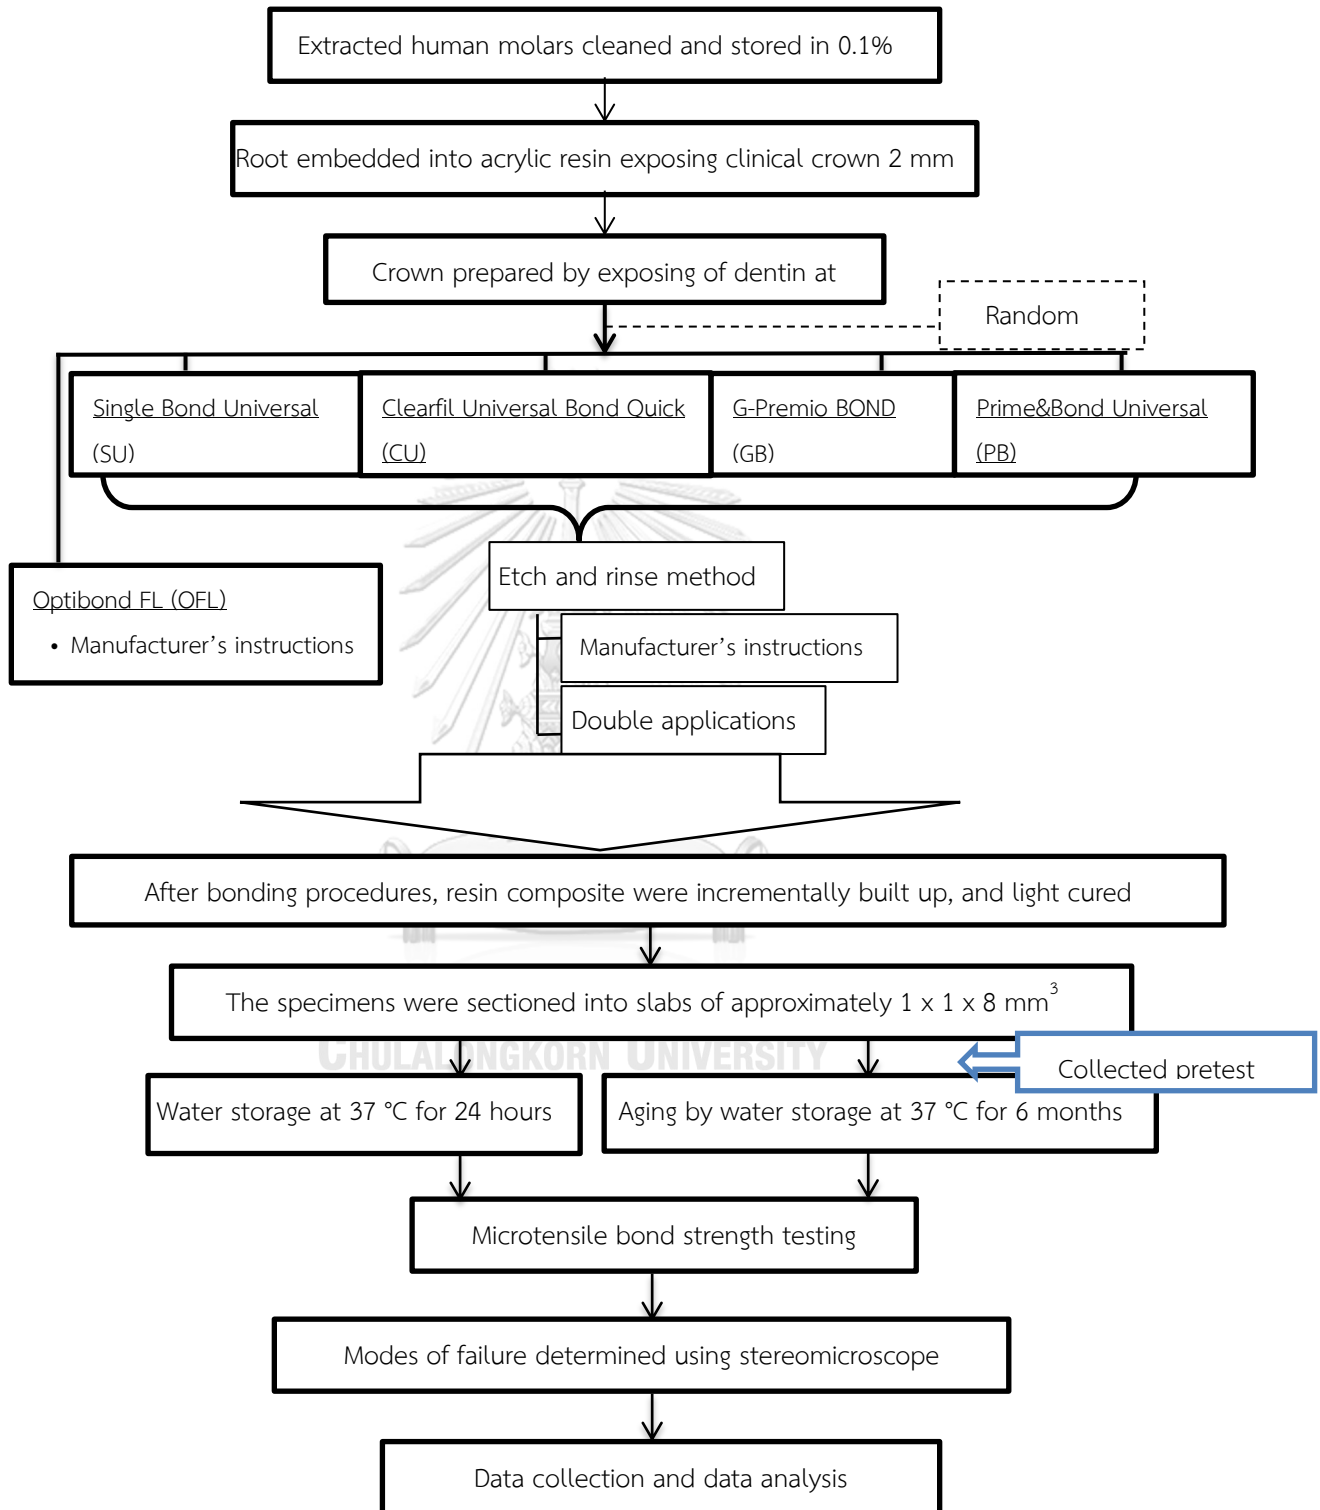 Extracted human molars cleaned and stored in 0.1%
Root embedded into acrylic resin exposing clinical crown 2 mm
Crown prepared by exposing of dentin at
Random
Single Bond Universal
(SU)
Clearfil Universal Bond Quick
(CU)
G-Premio BOND
(GB)
Prime&Bond Universal
(PB)
Optibond FL (OFL)
• Manufacturer's instructions
Etch and rinse method
Manufacturer's instructions
Double applications
After bonding procedures, resin composite were incrementally built up, and light cured
The specimens were sectioned into slabs of approximately 1 x 1 x 8 mm³
CHULALONGKORN UNIVERSITY
Collected pretest
Water storage at 37 °C for 24 hours
Aging by water storage at 37 °C for 6 months
Microtensile bond strength testing
Modes of failure determined using stereomicroscope
Data collection and data analysis